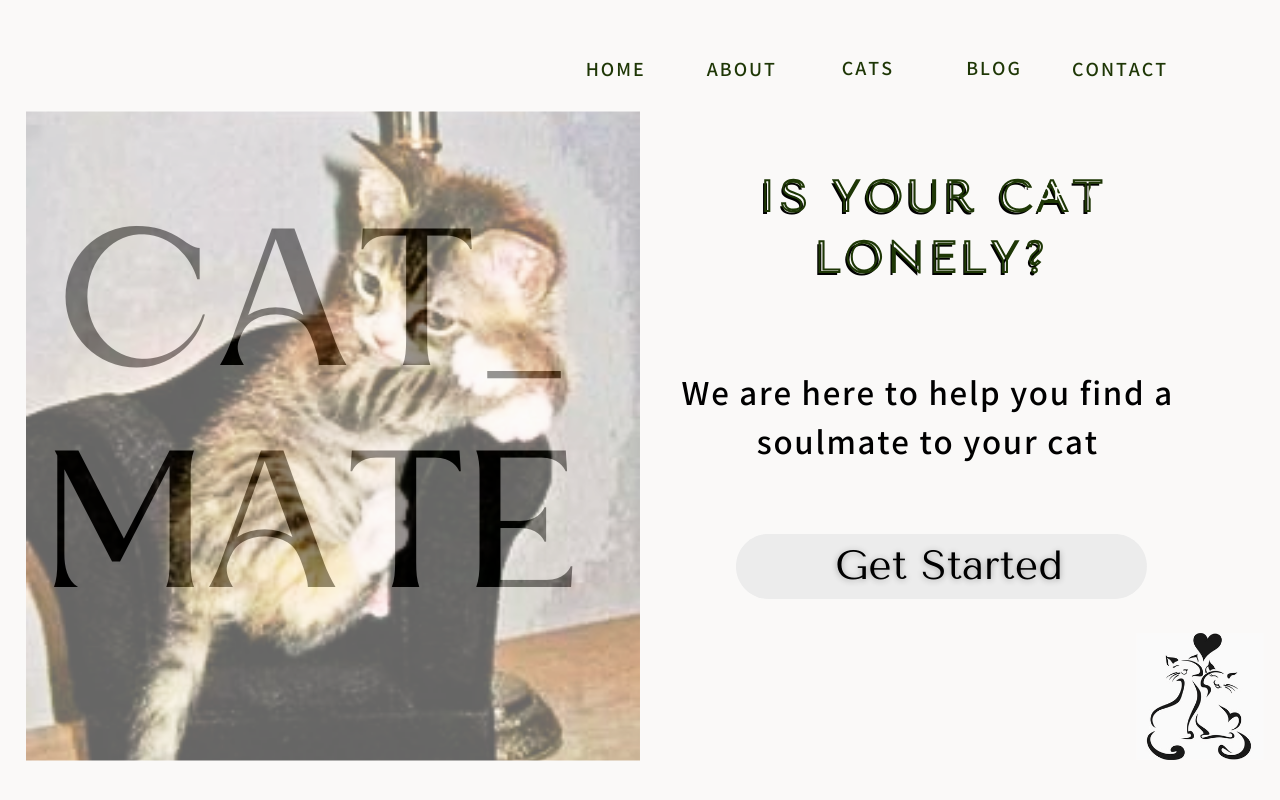 HOME ABOUT CATS BLOG CONTACT
CAT_
MATE
IS YOUR CAT
LONELY?
We are here to help you find a
soulmate to your cat
Get Started